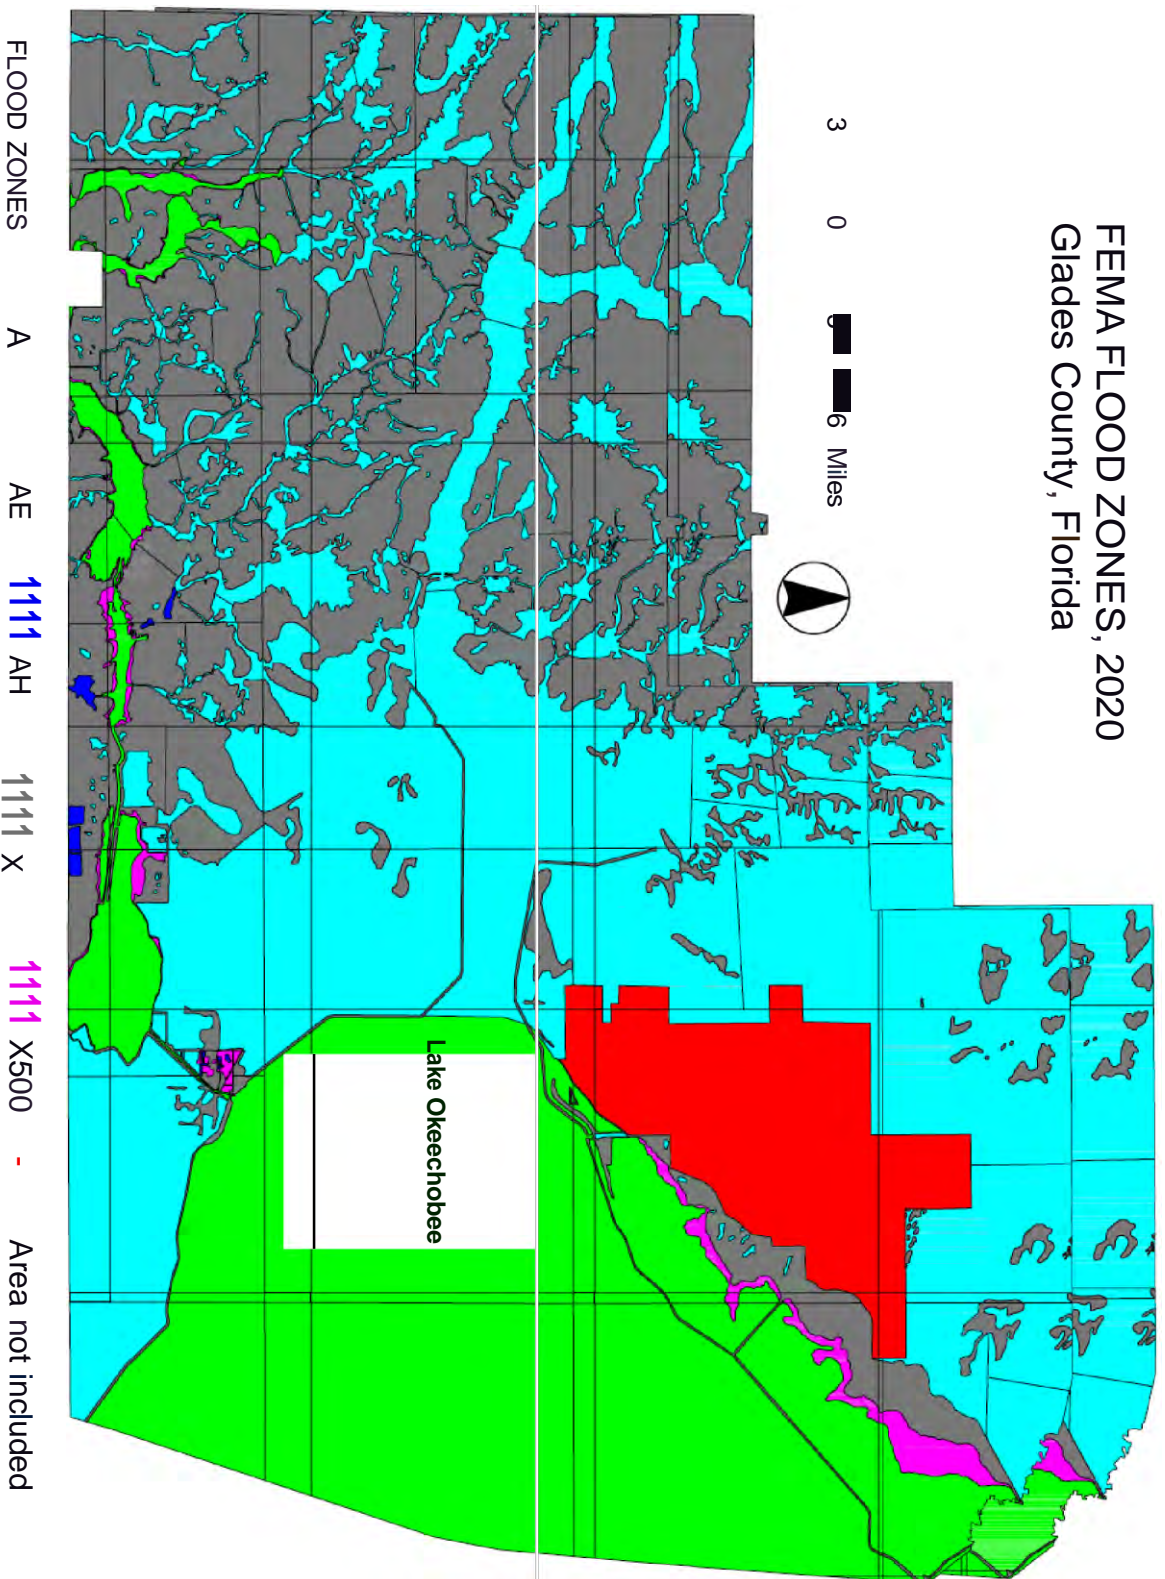 FEMA FLOOD ZONES, 2020
Glades County, Florida
3 0 6 Miles
Lake Okeechobee
FLOOD ZONES A AE 1111 AH 1111 X 1111 X500 - Area not included